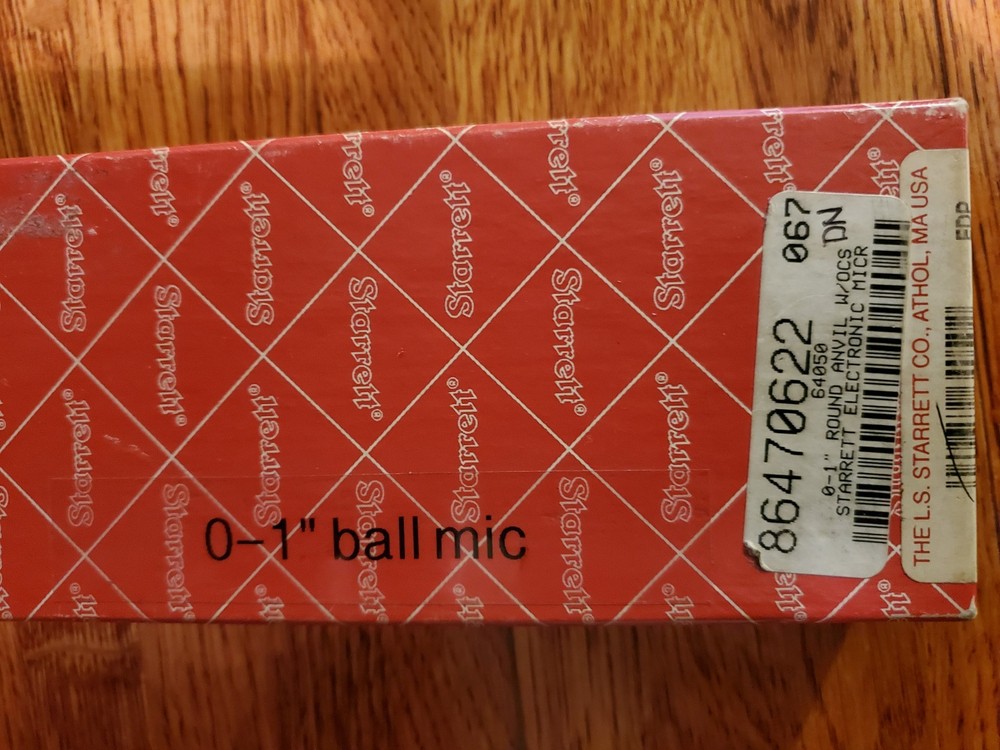 Starrett®
0-1" ball mic
86470622 067
64050 DN
0-1" ROUND ANVIL W/OCS
STARRETT ELECTRONIC MICR
THE L.S. STARRETT CO., ATHOL, MA USA
EDP